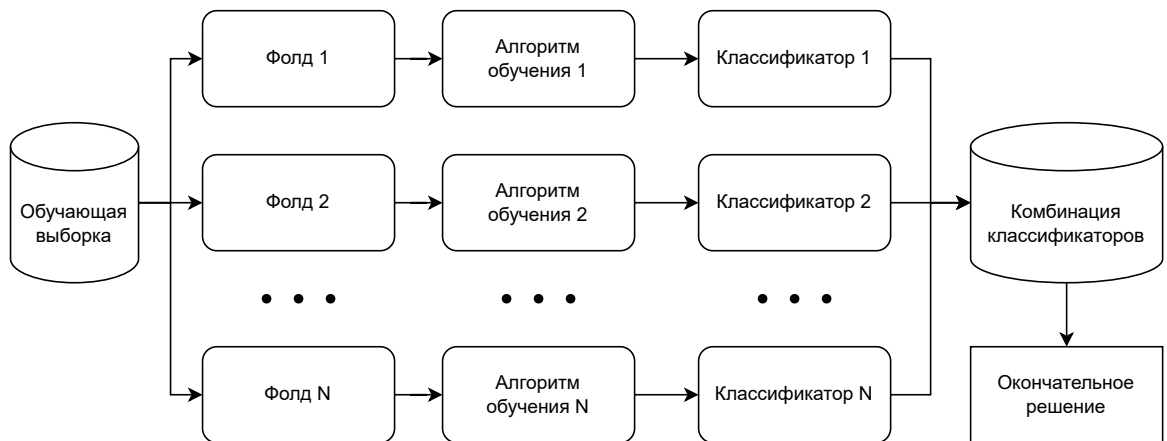 Фолд 1
Алгоритм
обучения 1
Классификатор 1
Обучающая
выборка
Фолд 2
Алгоритм
обучения 2
Классификатор 2
Комбинация
классификаторов
Фолд N
Алгоритм
обучения N
Классификатор N
Окончательное
решение